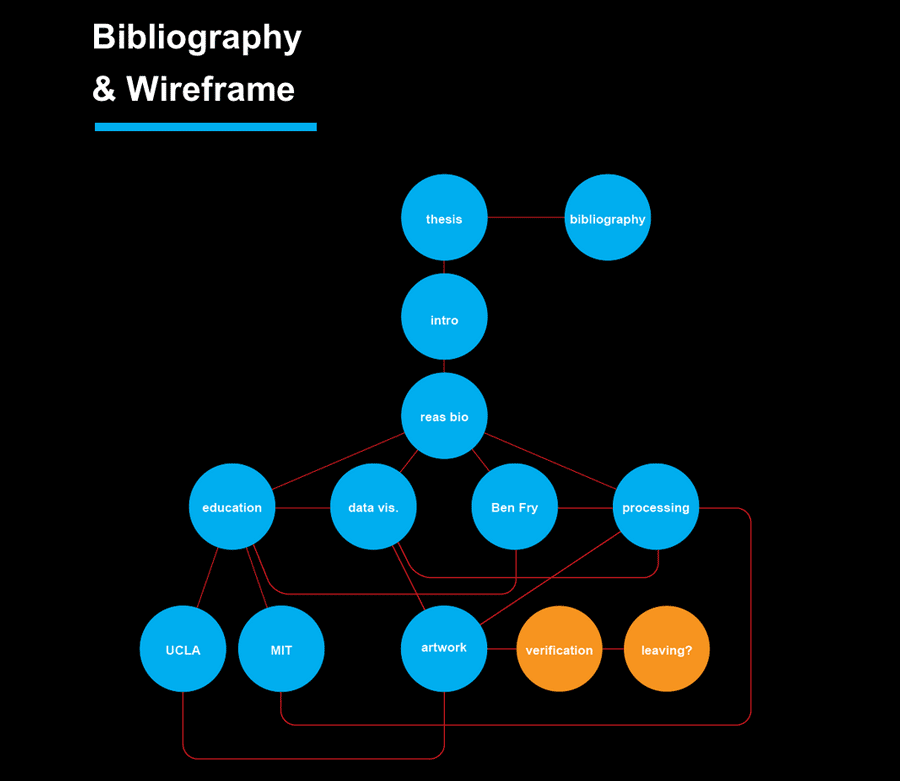 Bibliography
& Wireframe
thesis
bibliography
intro
reas bio
education
data vis.
Ben Fry
processing
UCLA
MIT
artwork
verification
leaving?